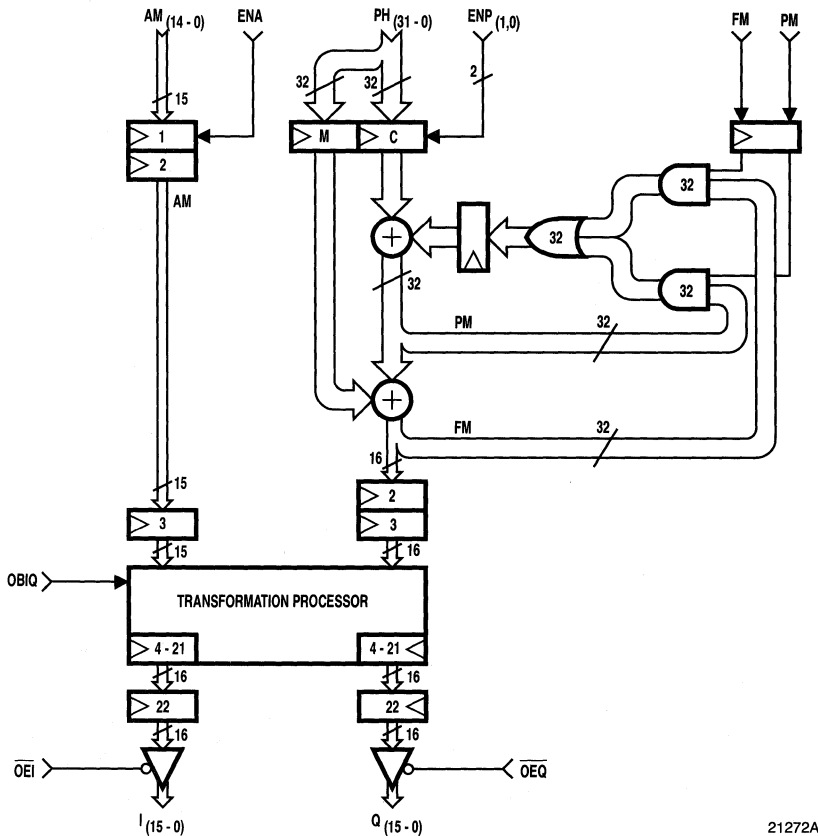 AM (14 - 0)
ENA
PH (31 - 0)
ENP (1,0)
FM
PM
15
32
32
2
1
2
M
C
AM
32
32
32
32
PM
32
FM
32
15
16
3
2
3
15
16
OBIQ
TRANSFORMATION PROCESSOR
4 - 21
4 - 21
16
16
22
22
16
16
OEI
OEQ
I (15 - 0)
Q (15 - 0)
21272A